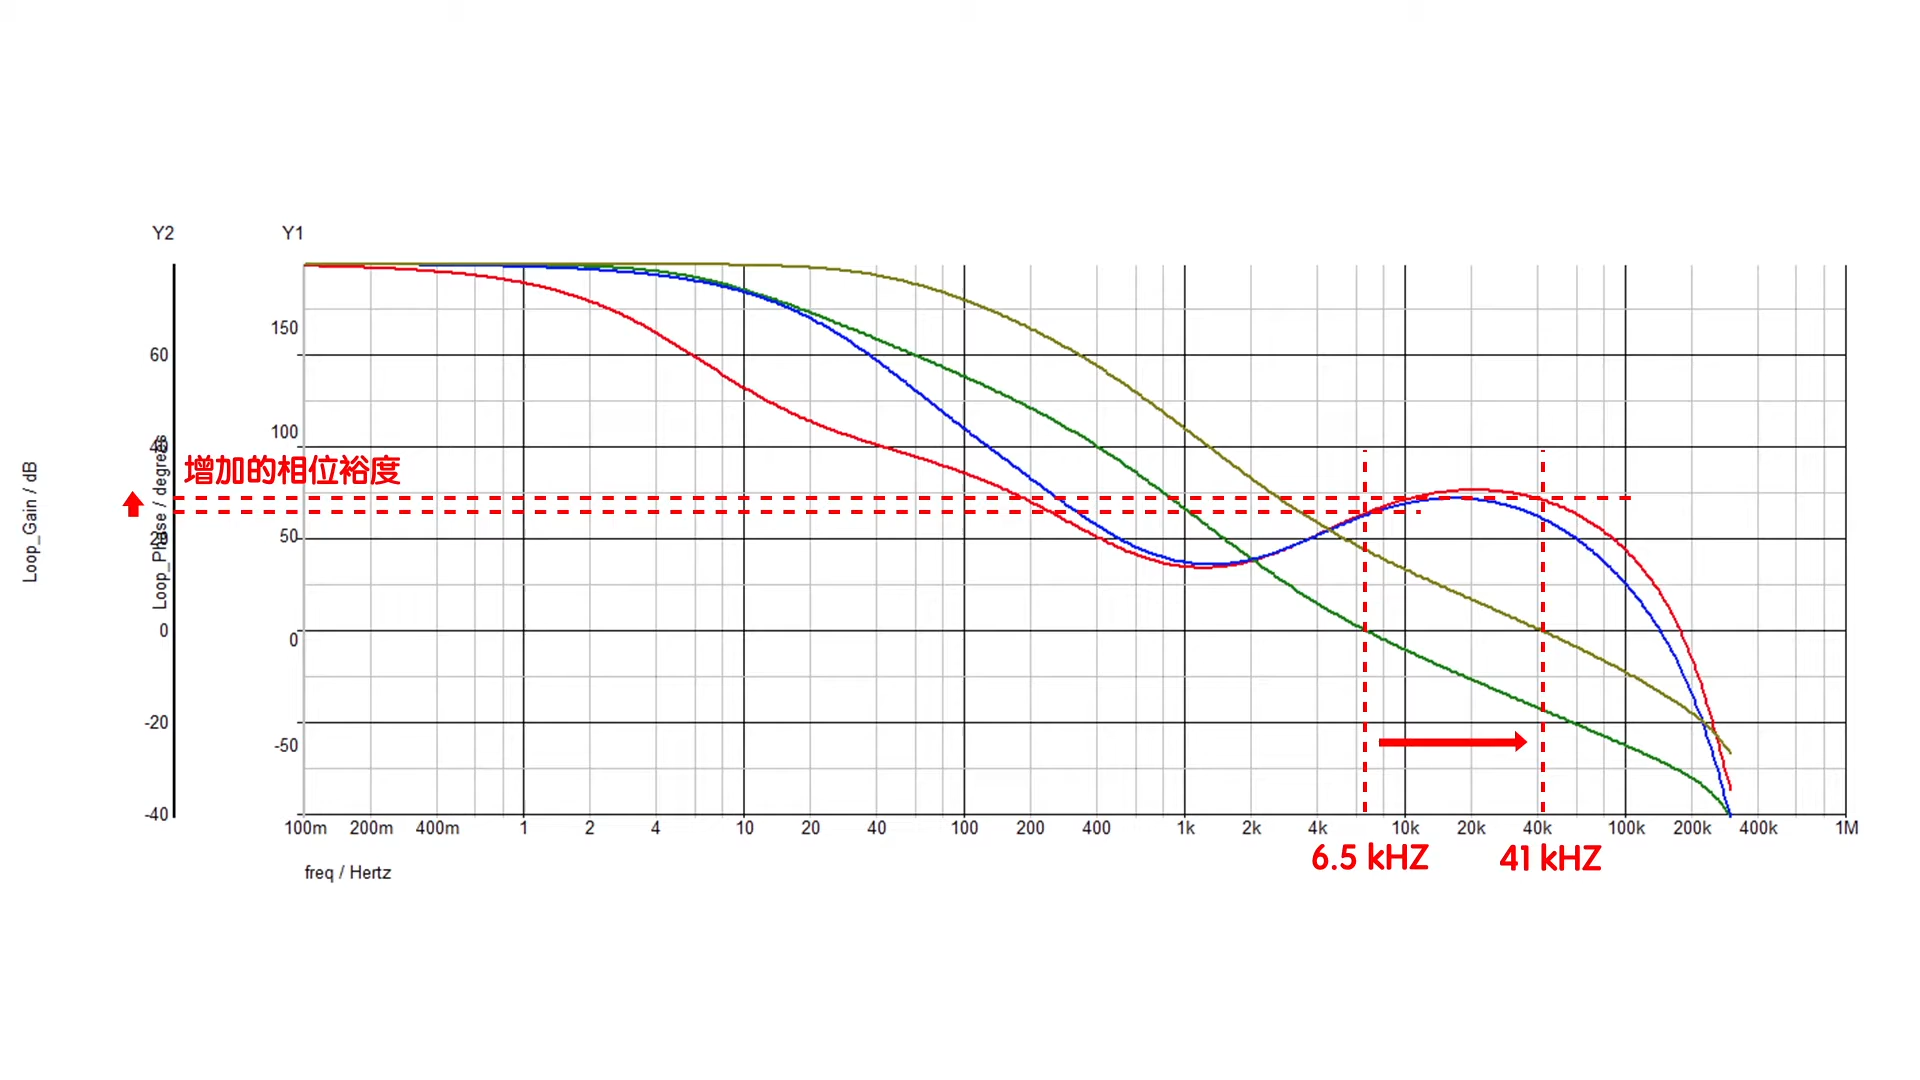 Y2
Y1
150
60
100
40
增加的相位裕度
Loop_Gain / dB
Loop_Phase / degrees
20
50
0
0
-20
-50
-40
100m 200m 400m 1 2 4 10 20 40 100 200 400 1k 2k 4k 10k 20k 40k 100k 200k 400k 1M
6.5 kHZ
41 kHZ
freq / Hertz